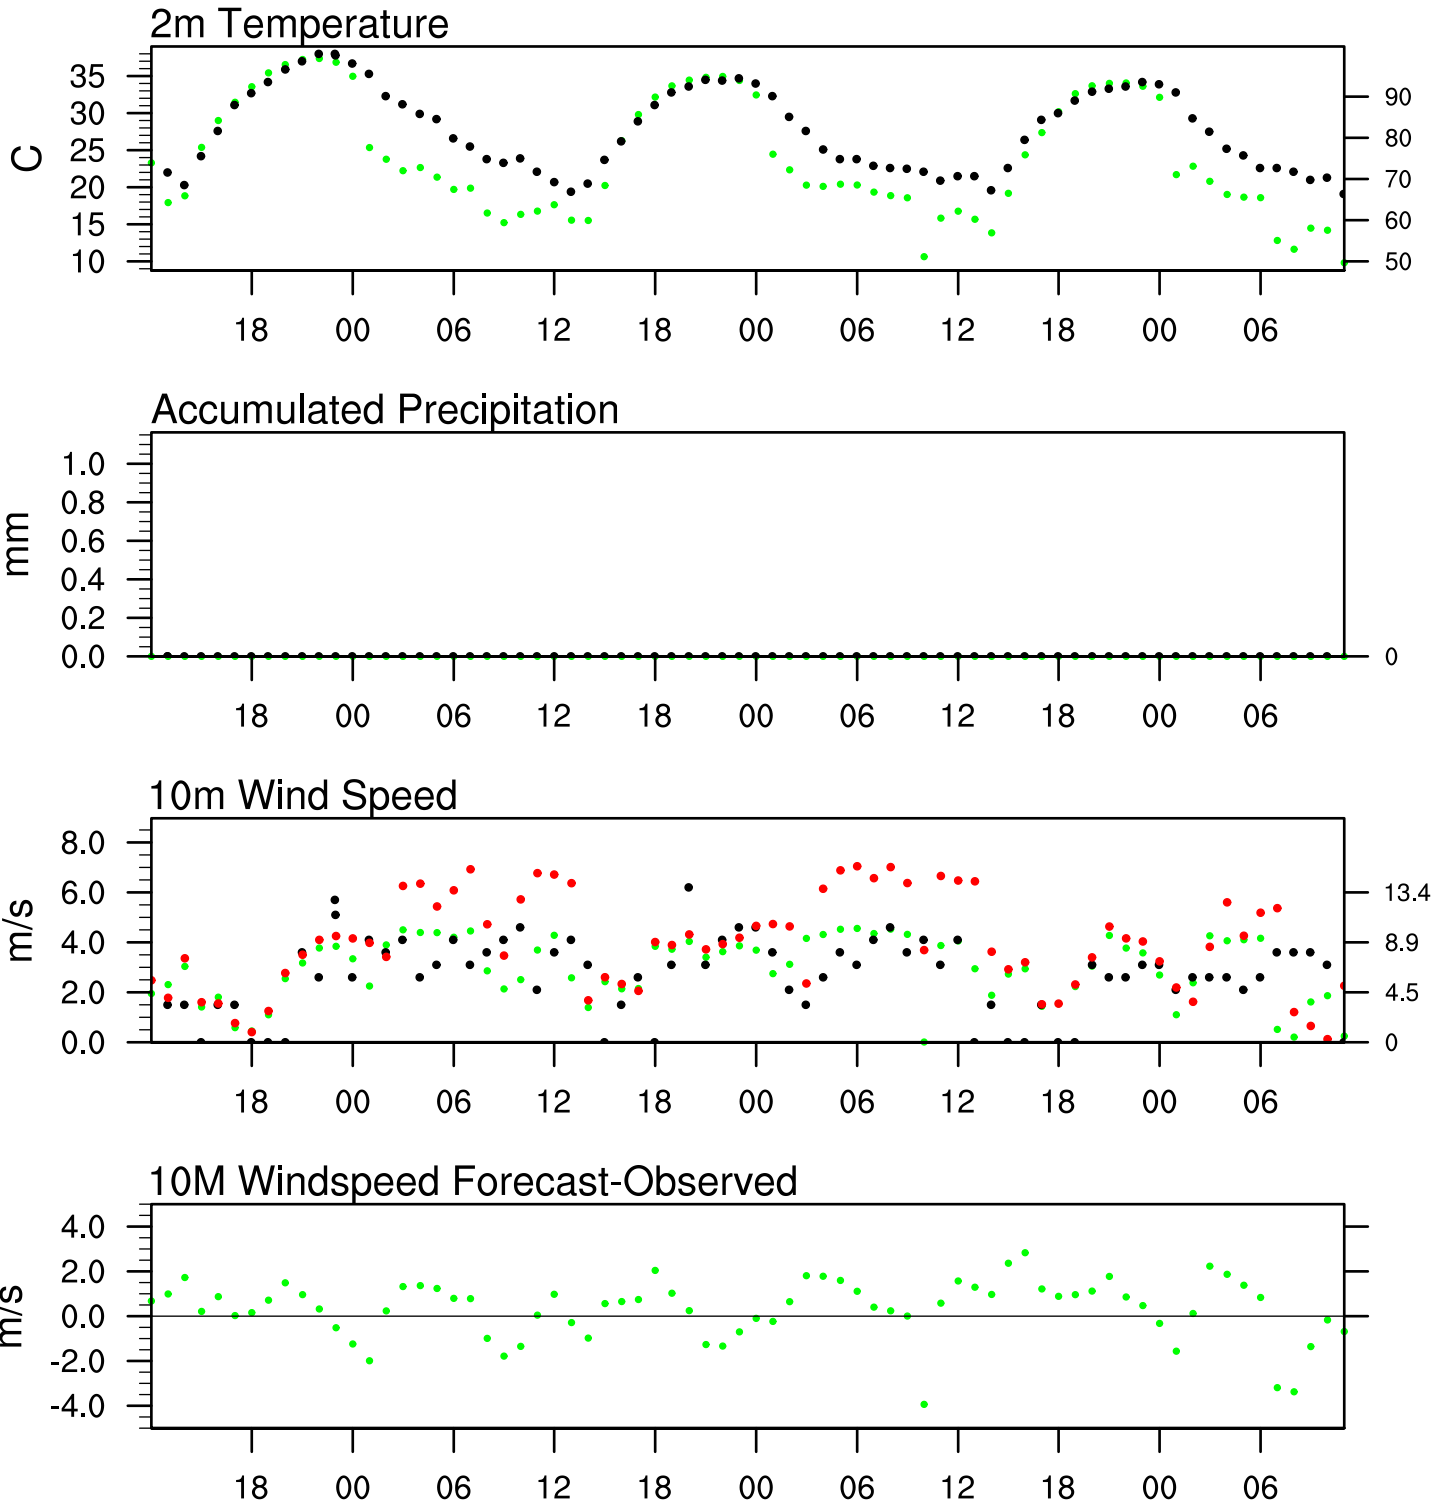 2m Temperature
C
35
30
25
20
15
10
90
80
70
60
50
18 00 06 12 18 00 06 12 18 00 06
Accumulated Precipitation
mm
1.0
0.8
0.6
0.4
0.2
0.0
0
18 00 06 12 18 00 06 12 18 00 06
10m Wind Speed
m/s
8.0
6.0
4.0
2.0
0.0
13.4
8.9
4.5
0
18 00 06 12 18 00 06 12 18 00 06
10M Windspeed Forecast-Observed
m/s
4.0
2.0
0.0
-2.0
-4.0
18 00 06 12 18 00 06 12 18 00 06